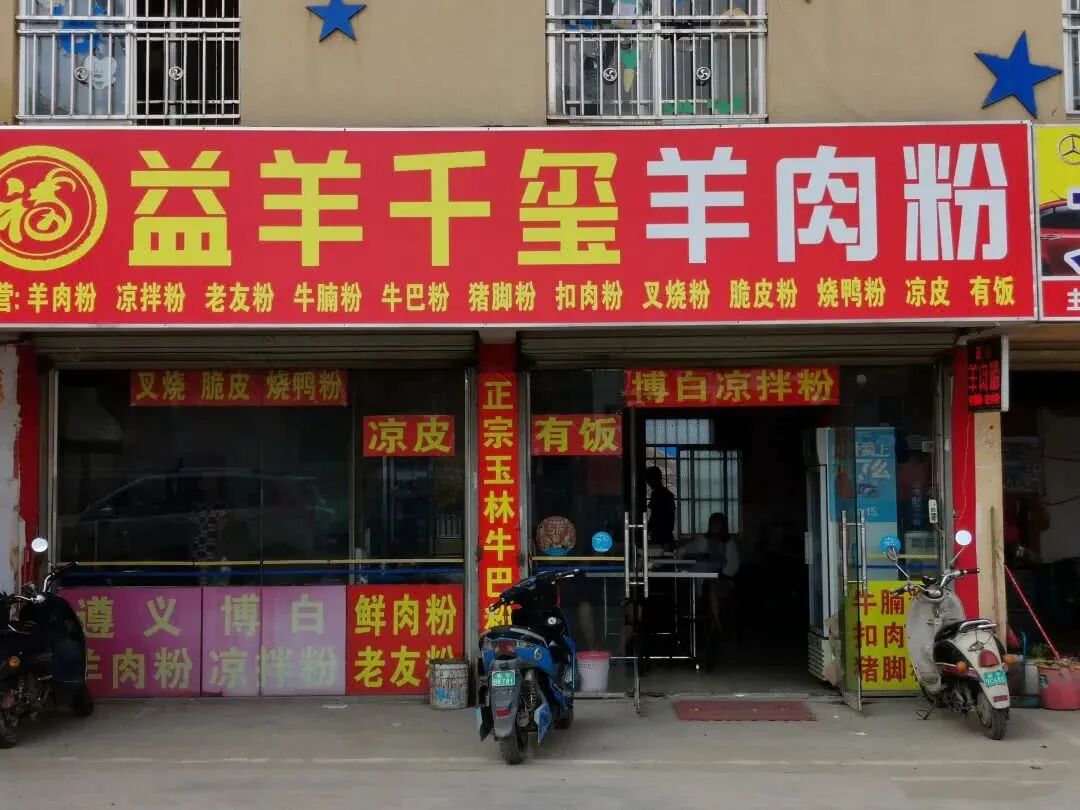 益羊千玺羊肉粉
营:羊肉粉 凉拌粉 老友粉 牛腩粉 牛巴粉 猪脚粉 扣肉粉 叉烧粉 脆皮粉 烧鸭粉 凉皮 有饭
叉烧 脆皮 烧鸭粉
博白凉拌粉
凉皮
有饭
正宗玉林牛巴粉
遵义
羊肉粉
博白
凉拌粉
鲜肉粉
老友粉
牛腩
扣肉
猪脚